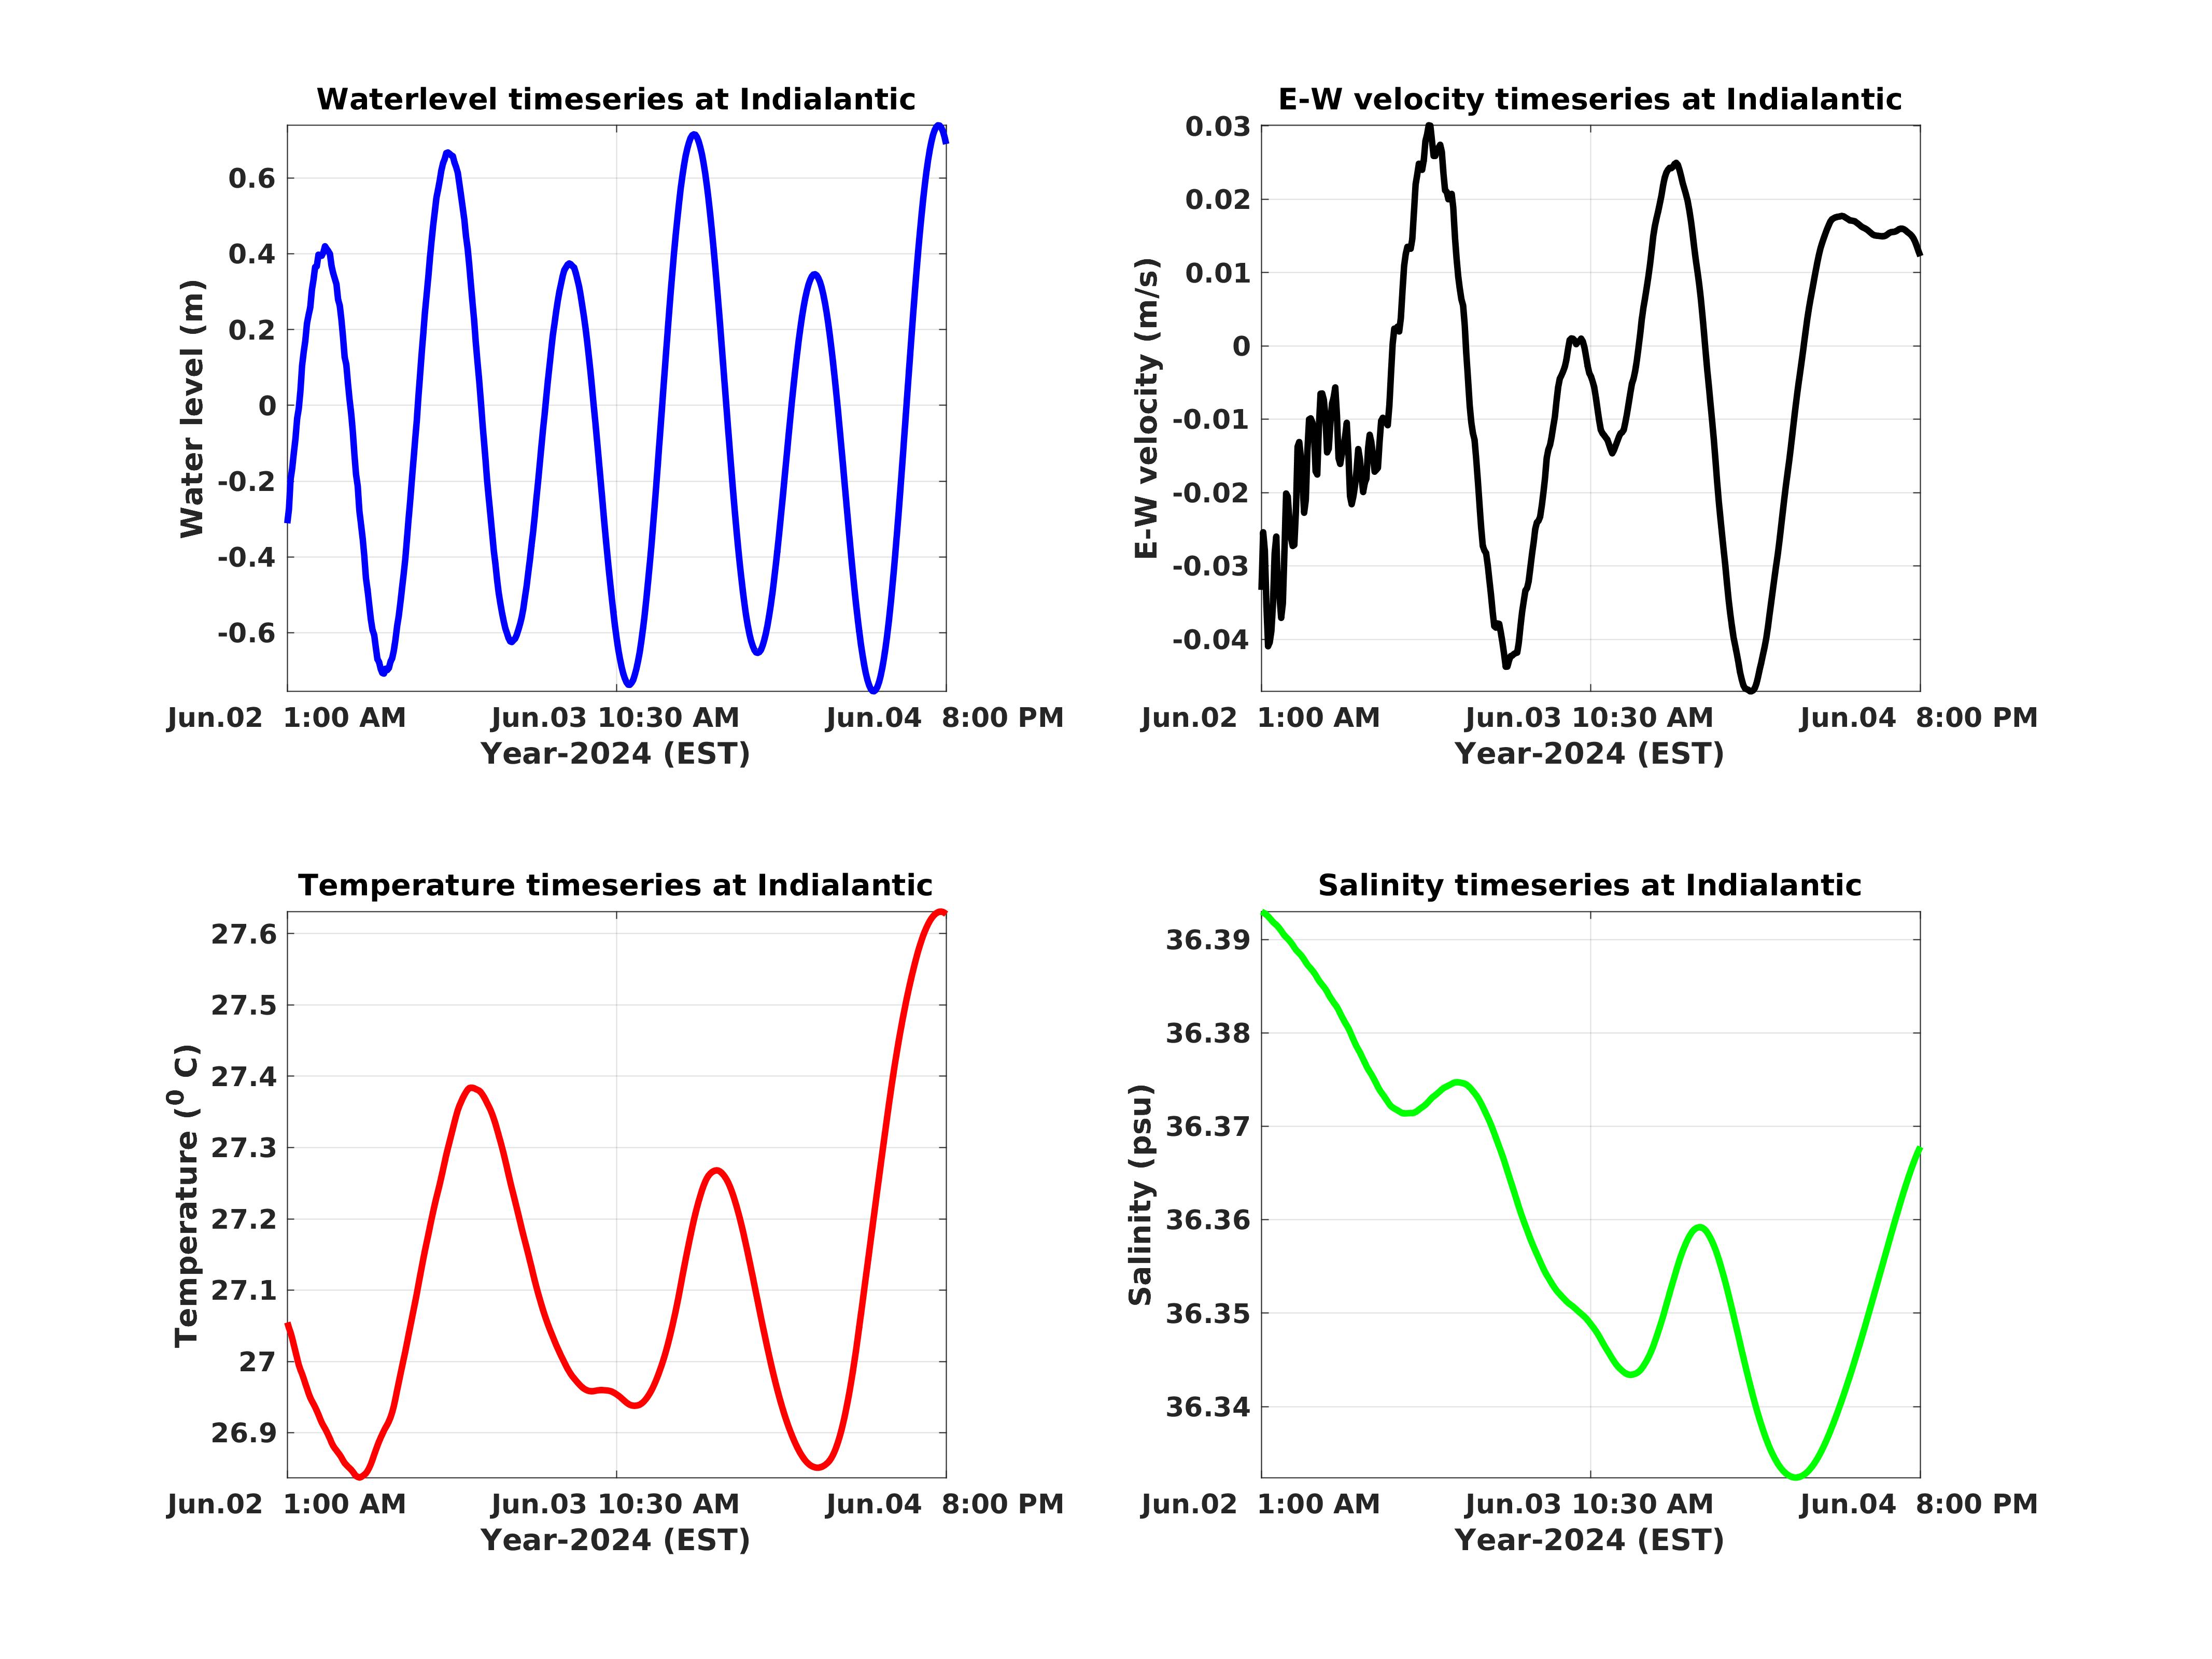 Waterlevel timeseries at Indialantic
Water level (m)
0.6
0.4
0.2
0
-0.2
-0.4
-0.6
Jun.02 1:00 AM
Jun.03 10:30 AM
Jun.04 8:00 PM
Year-2024 (EST)
E-W velocity timeseries at Indialantic
E-W velocity (m/s)
0.03
0.02
0.01
0
-0.01
-0.02
-0.03
-0.04
Jun.02 1:00 AM
Jun.03 10:30 AM
Jun.04 8:00 PM
Year-2024 (EST)
Temperature timeseries at Indialantic
Temperature (⁰ C)
27.6
27.5
27.4
27.3
27.2
27.1
27
26.9
Jun.02 1:00 AM
Jun.03 10:30 AM
Jun.04 8:00 PM
Year-2024 (EST)
Salinity timeseries at Indialantic
Salinity (psu)
36.39
36.38
36.37
36.36
36.35
36.34
Jun.02 1:00 AM
Jun.03 10:30 AM
Jun.04 8:00 PM
Year-2024 (EST)